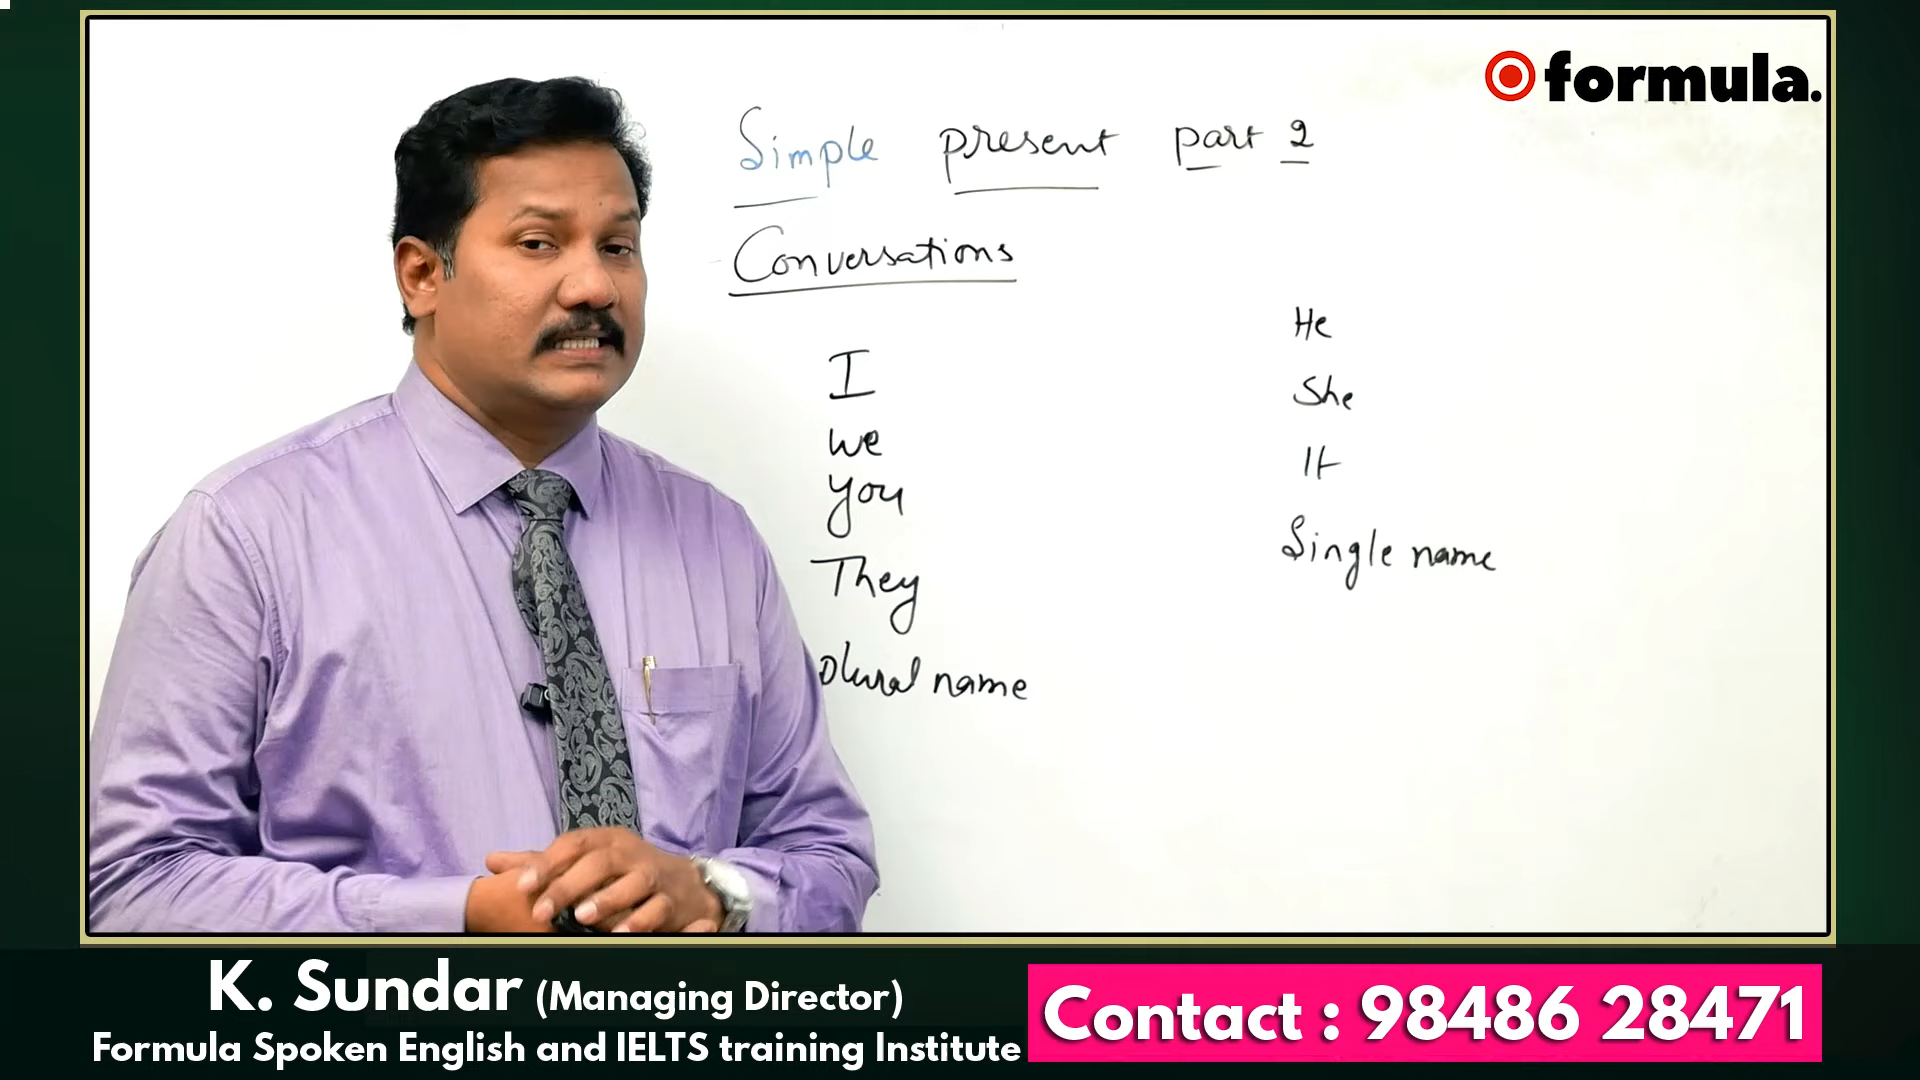 formula.
Simple present part 2
Conversations
I
we
you
They
plural name
He
She
It
Single name
K. Sundar (Managing Director)
Formula Spoken English and IELTS training Institute
Contact : 98486 28471